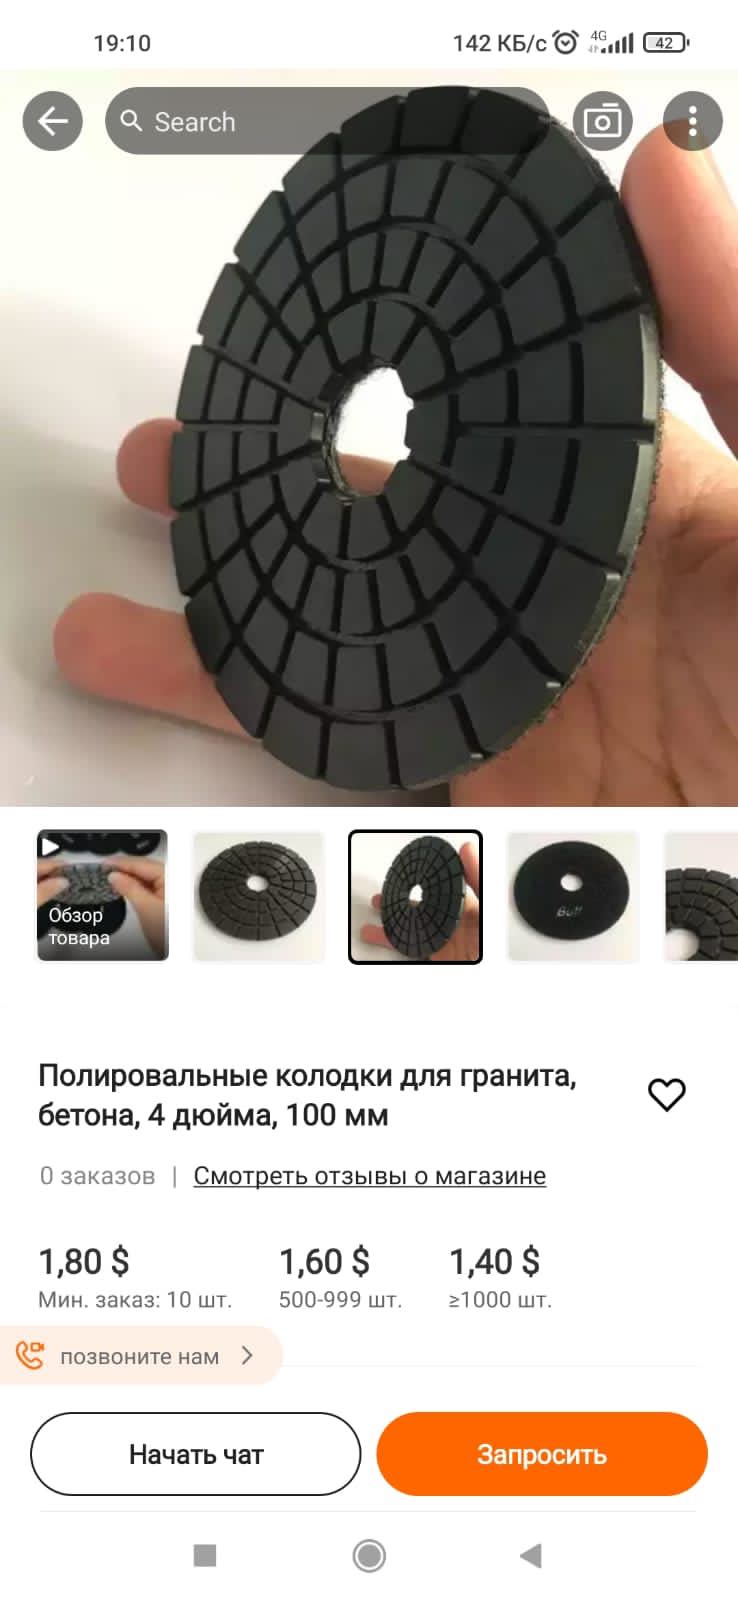 19:10
142 КБ/с
4G
42
Search
Обзор
товара
Buff
Полировальные колодки для гранита,
бетона, 4 дюйма, 100 мм
0 заказов | Смотреть отзывы о магазине
1,80 $ 1,60 $ 1,40 $
Мин. заказ: 10 шт. 500-999 шт. ≥1000 шт.
позвоните нам
Начать чат Запросить